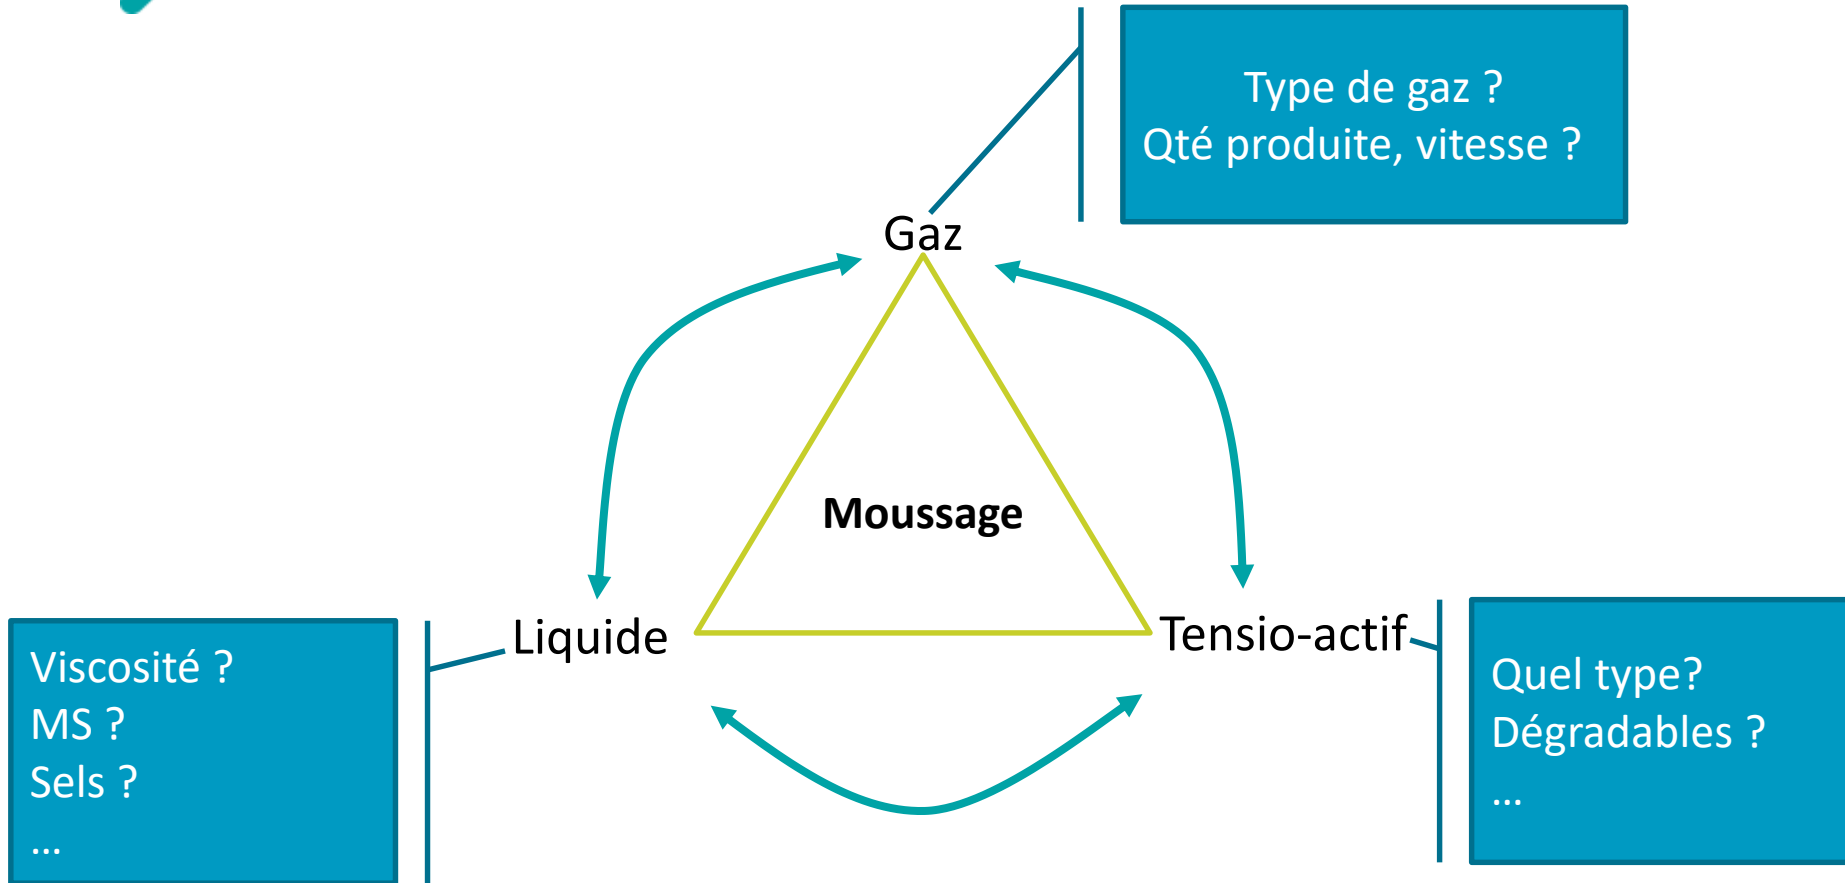 Type de gaz ?
Qté produite, vitesse ?
Gaz
Moussage
Liquide
Tensio-actif
Viscosité ?
MS ?
Sels ?
...
Quel type?
Dégradables ?
...